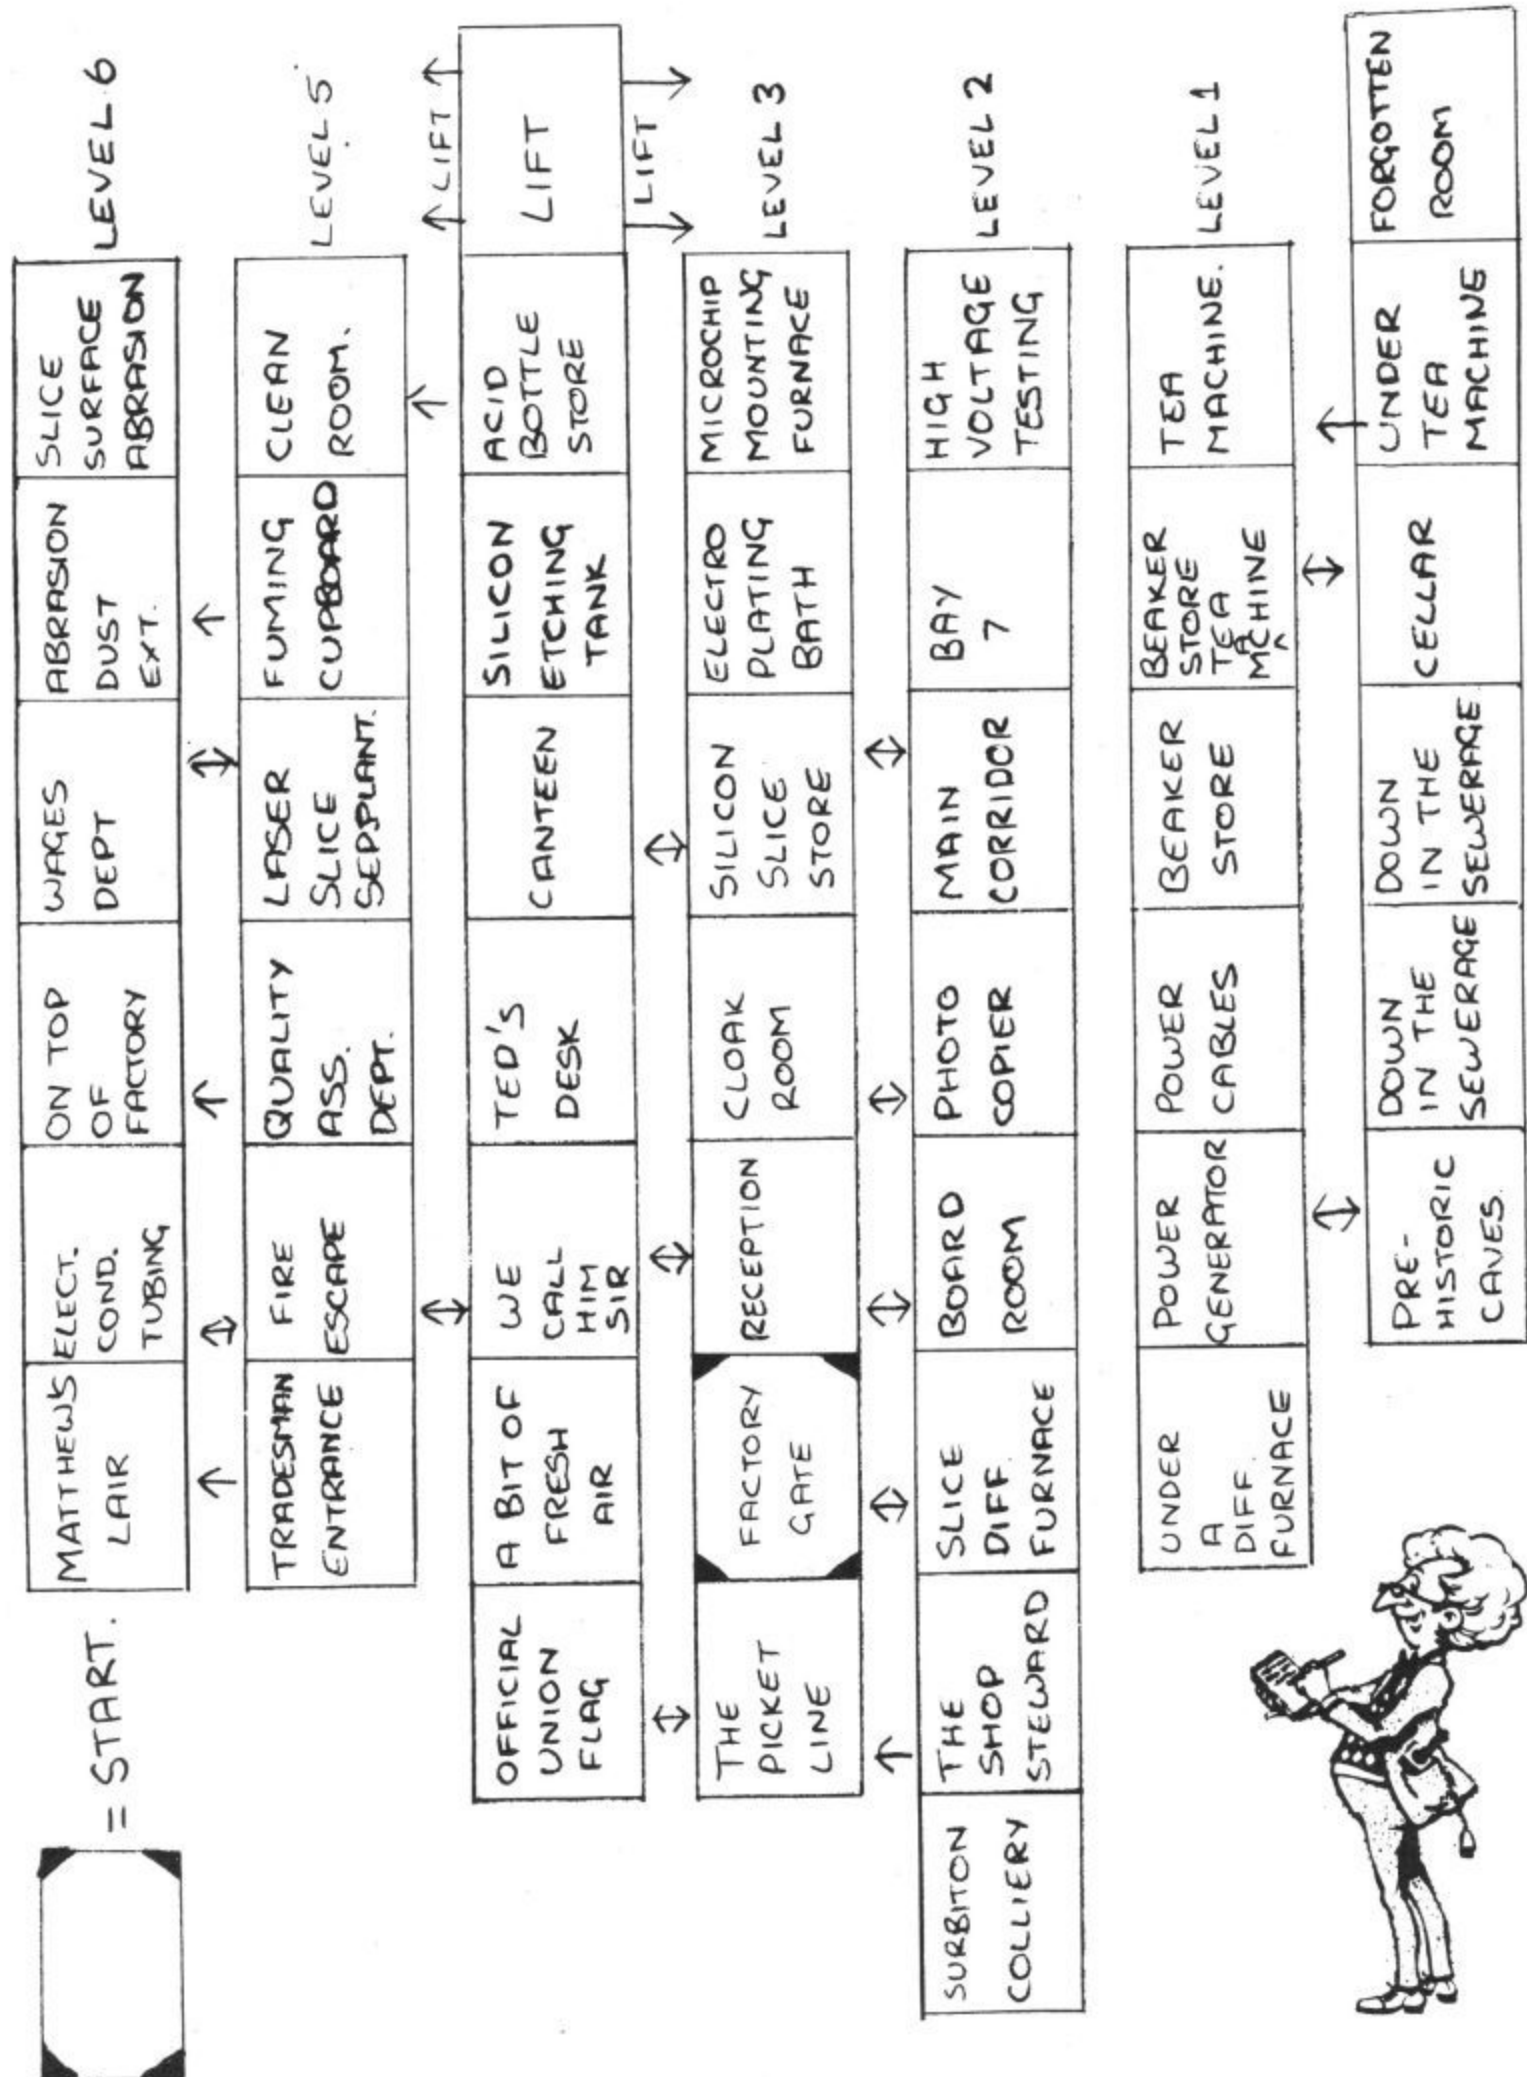 MATTHEWS
LAIR
ELECT.
COND.
TUBING
ON TOP
OF
FACTORY
WAGES
DEPT
ABRASION
DUST
EXT.
SLICE
SURFACE
ABRASION
LEVEL 6
= START.
TRADESMAN
ENTRANCE
FIRE
ESCAPE
QUALITY
ASS.
DEPT.
LASER
SLICE
SEP.PLANT.
FUMING
CUPBOARD
CLEAN
ROOM.
LEVEL 5
LIFT
OFFICIAL
UNION
FLAG
A BIT OF
FRESH
AIR
WE
CALL
HIM
SIR
TED'S
DESK
CANTEEN
SILICON
ETCHING
TANK
ACID
BOTTLE
STORE
LIFT
LIFT
THE
PICKET
LINE
FACTORY
GATE
RECEPTION
CLOAK
ROOM
SILICON
SLICE
STORE
ELECTRO
PLATING
BATH
MICROCHIP
MOUNTING
FURNACE
LEVEL 3
SURBITON
COLLIERY
THE
SHOP
STEWARD
SLICE
DIFF.
FURNACE
BOARD
ROOM
PHOTO
COPIER
MAIN
CORRIDOR
BAY
7
HIGH
VOLTAGE
TESTING
LEVEL 2
UNDER
A
DIFF
FURNACE
POWER
GENERATOR
POWER
CABLES
BEAKER
STORE
BEAKER
STORE
TEA
MACHINE
TEA
MACHINE.
LEVEL 1
PRE-
HISTORIC
CAVES.
DOWN
IN THE
SEWERAGE
DOWN
IN THE
SEWERAGE
CELLAR
UNDER
TEA
MACHINE
FORGOTTEN
ROOM